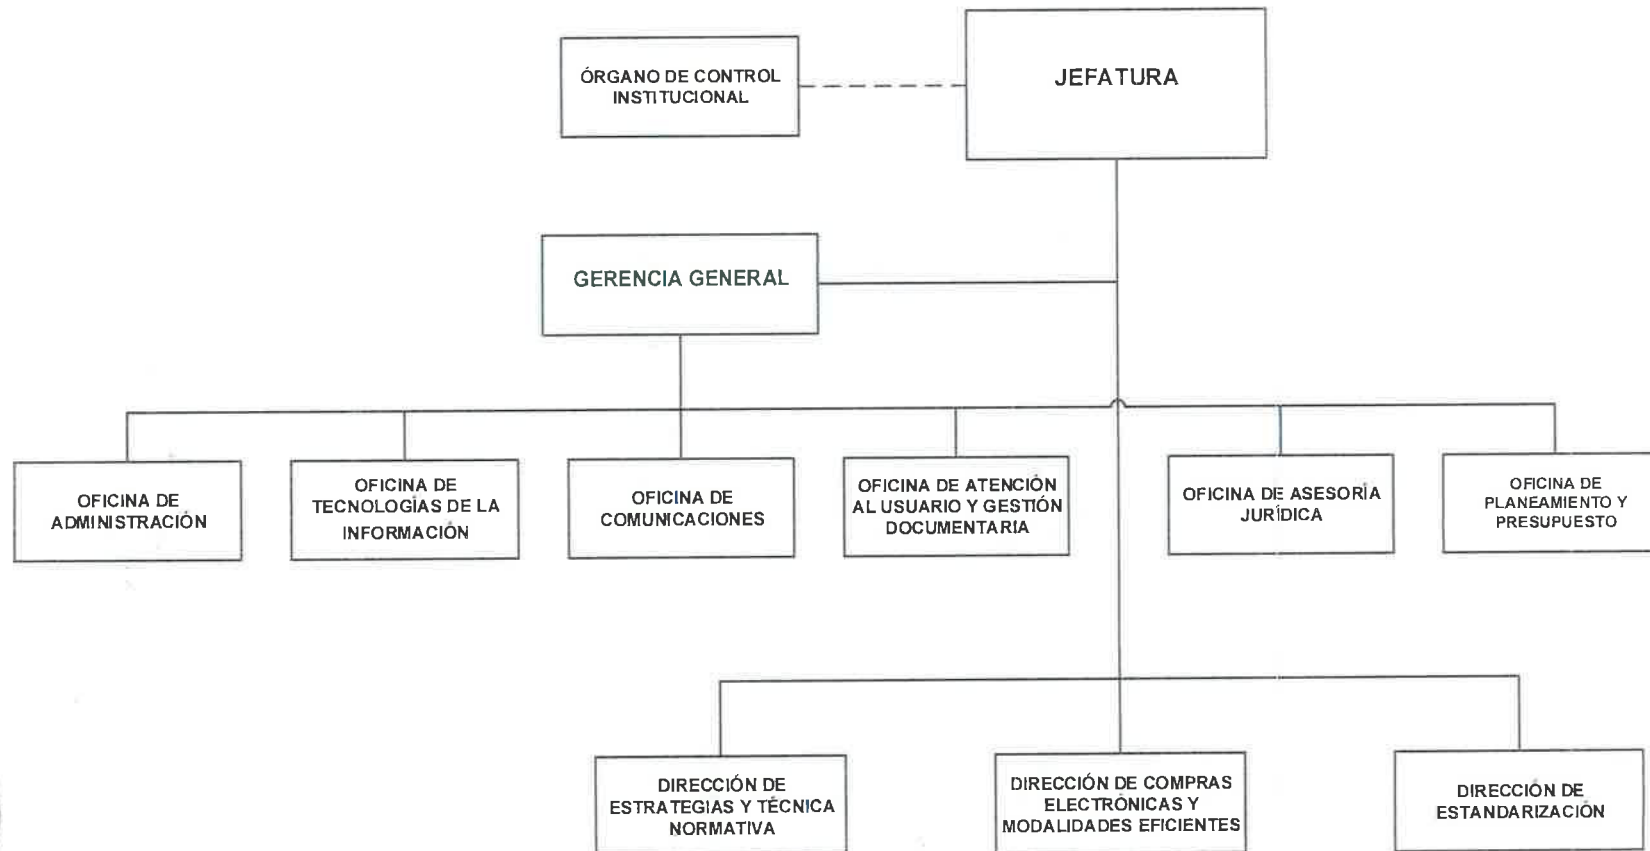 ÓRGANO DE CONTROL
INSTITUCIONAL
JEFATURA
GERENCIA GENERAL
OFICINA DE
ADMINISTRACIÓN
OFICINA DE
TECNOLOGÍAS DE LA
INFORMACIÓN
OFICINA DE
COMUNICACIONES
OFICINA DE ATENCIÓN
AL USUARIO Y GESTIÓN
DOCUMENTARIA
OFICINA DE ASESORÍA
JURÍDICA
OFICINA DE
PLANEAMIENTO Y
PRESUPUESTO
DIRECCIÓN DE
ESTRATEGIAS Y TÉCNICA
NORMATIVA
DIRECCIÓN DE COMPRAS
ELECTRÓNICAS Y
MODALIDADES EFICIENTES
DIRECCIÓN DE
ESTANDARIZACIÓN